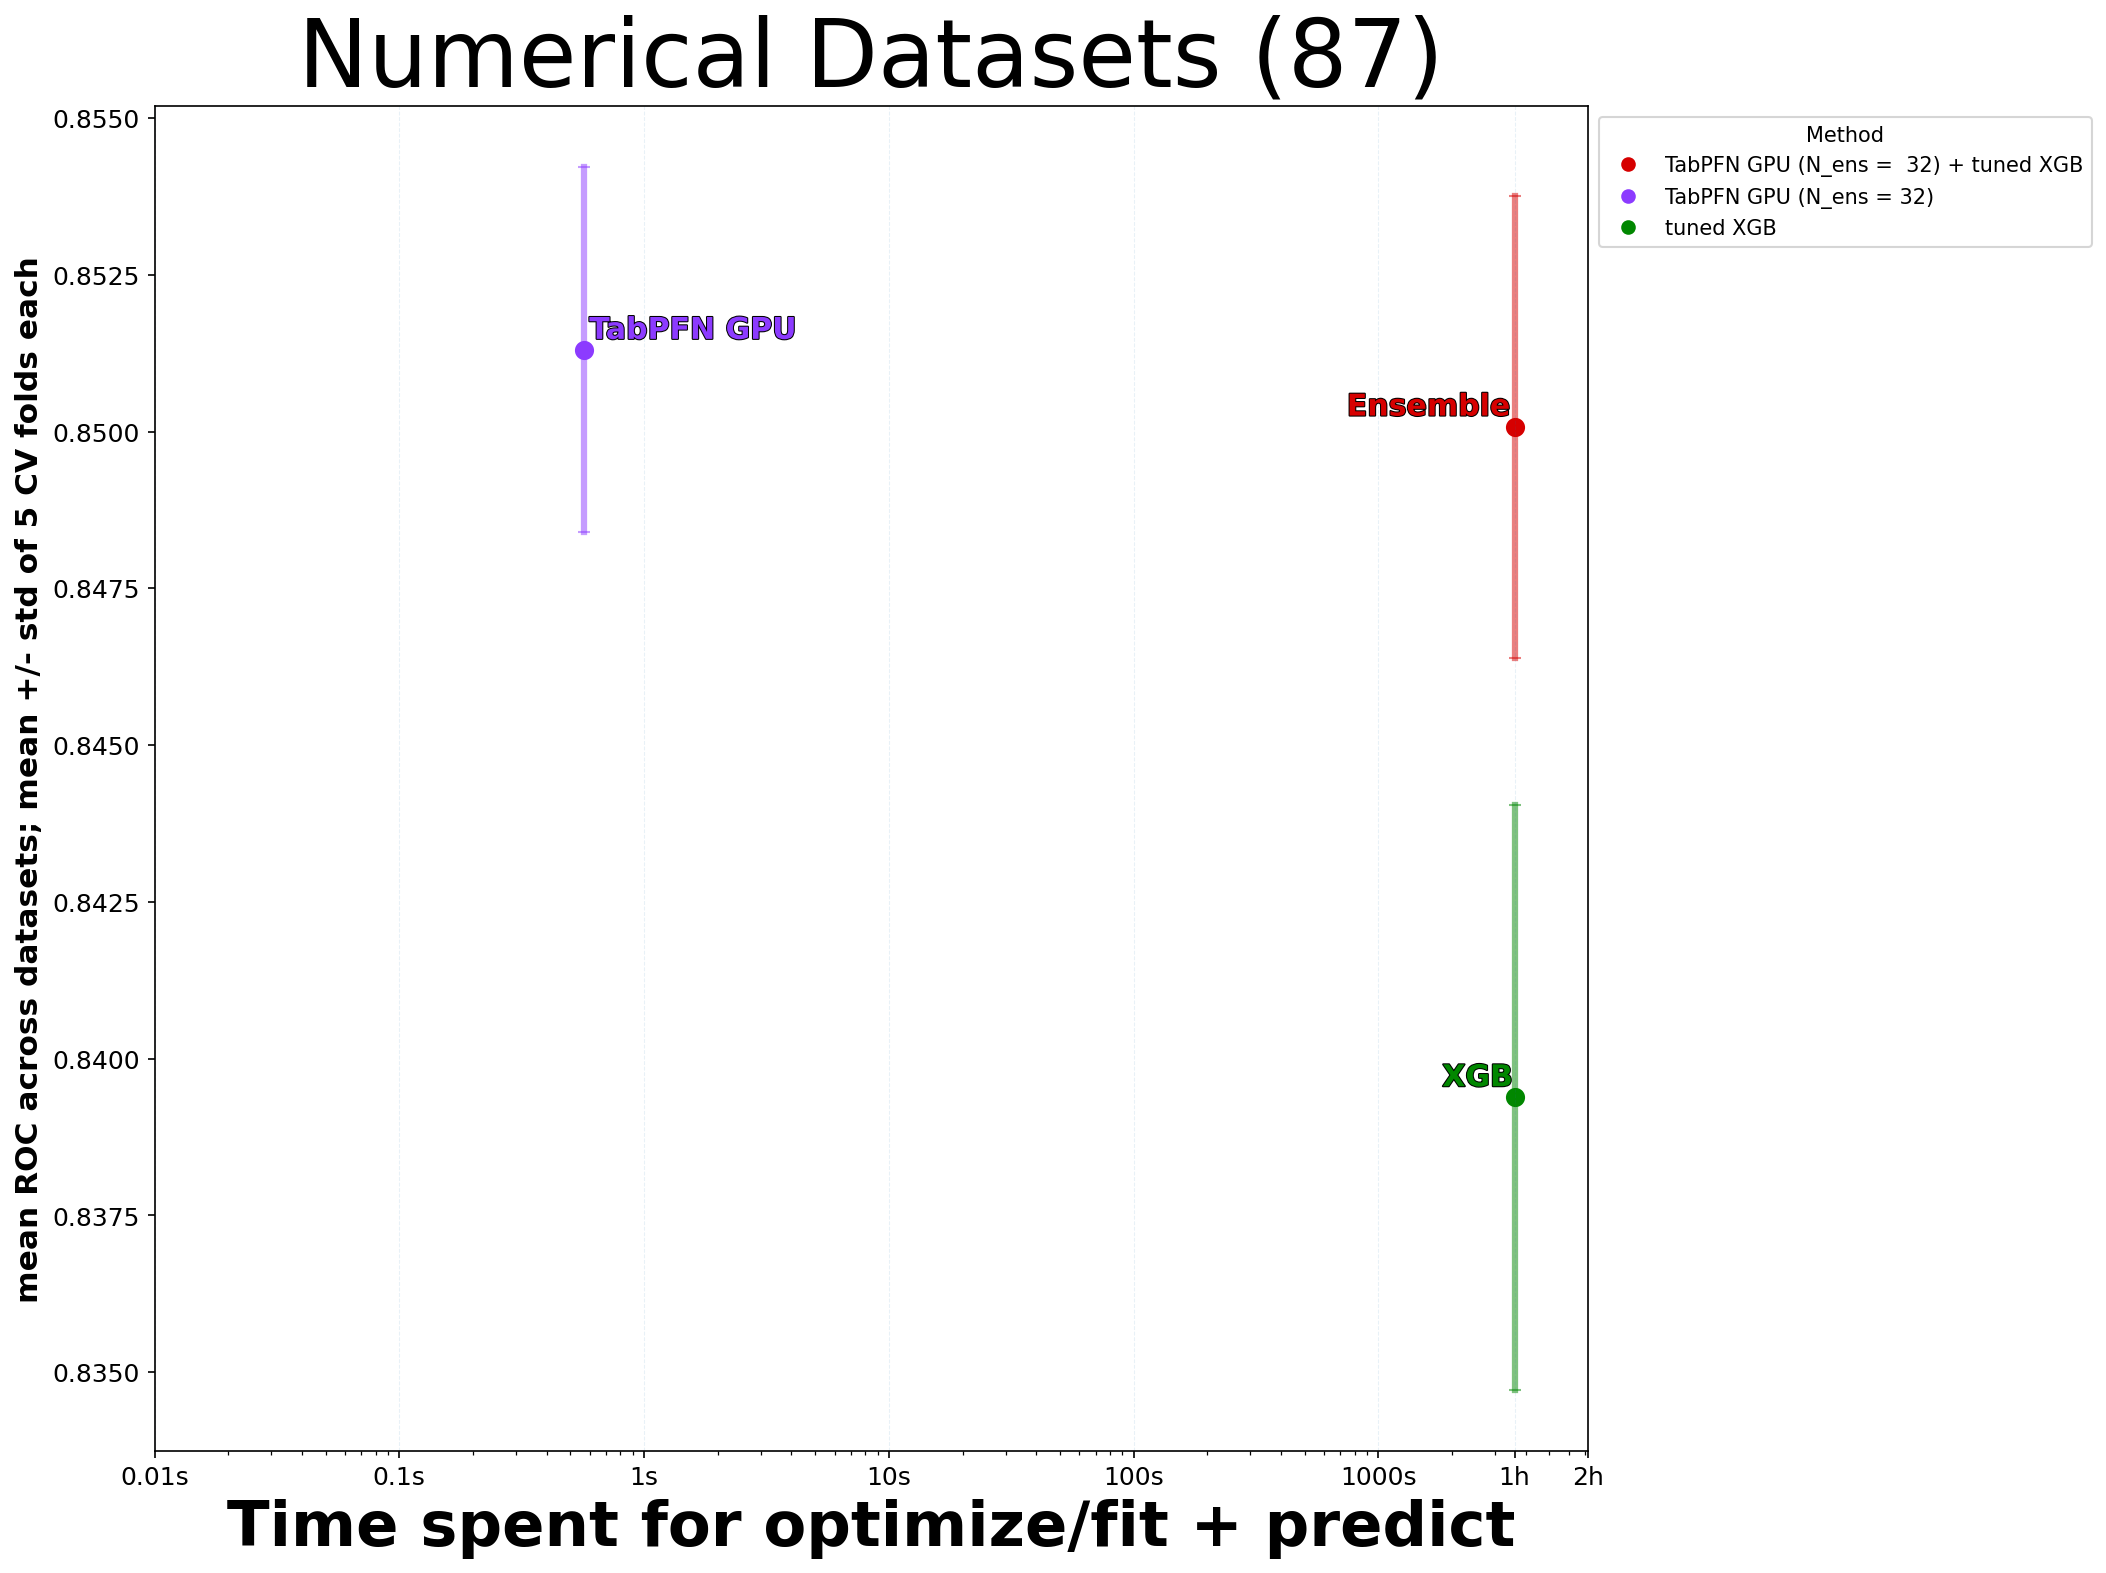 Numerical Datasets (87)
mean ROC across datasets; mean +/- std of 5 CV folds each
0.8550
0.8525
0.8500
0.8475
0.8450
0.8425
0.8400
0.8375
0.8350
TabPFN GPU
Ensemble
XGB
0.01s
0.1s
1s
10s
100s
1000s
1h
2h
Time spent for optimize/fit + predict
Method
TabPFN GPU (N_ens =  32) + tuned XGB
TabPFN GPU (N_ens = 32)
tuned XGB